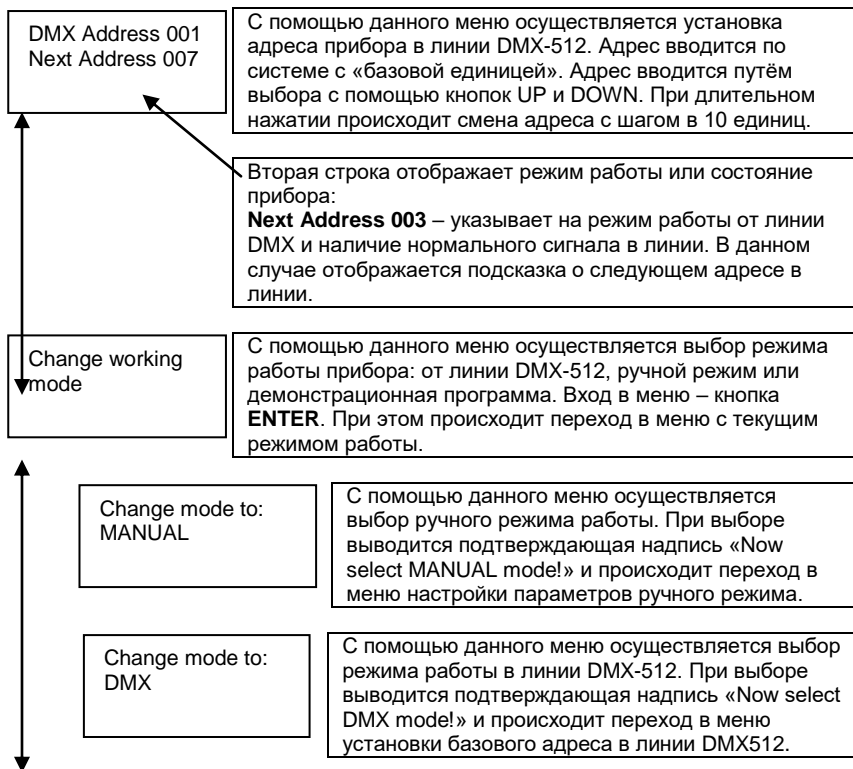 DMX Address 001
Next Address 007
С помощью данного меню осуществляется установка
адреса прибора в линии DMX-512. Адрес вводится по
системе с «базовой единицей». Адрес вводится путём
выбора с помощью кнопок UP и DOWN. При длительном
нажатии происходит смена адреса с шагом в 10 единиц.
Вторая строка отображает режим работы или состояние
прибора:
Next Address 003 – указывает на режим работы от линии
DMX и наличие нормального сигнала в линии. В данном
случае отображается подсказка о следующем адресе в
линии.
Change working
mode
С помощью данного меню осуществляется выбор режима
работы прибора: от линии DMX-512, ручной режим или
демонстрационная программа. Вход в меню – кнопка
ENTER. При этом происходит переход в меню с текущим
режимом работы.
Change mode to:
MANUAL
С помощью данного меню осуществляется
выбор ручного режима работы. При выборе
выводится подтверждающая надпись «Now
select MANUAL mode!» и происходит переход в
меню настройки параметров ручного режима.
Change mode to:
DMX
С помощью данного меню осуществляется выбор
режима работы в линии DMX-512. При выборе
выводится подтверждающая надпись «Now select
DMX mode!» и происходит переход в меню
установки базового адреса в линии DMX512.